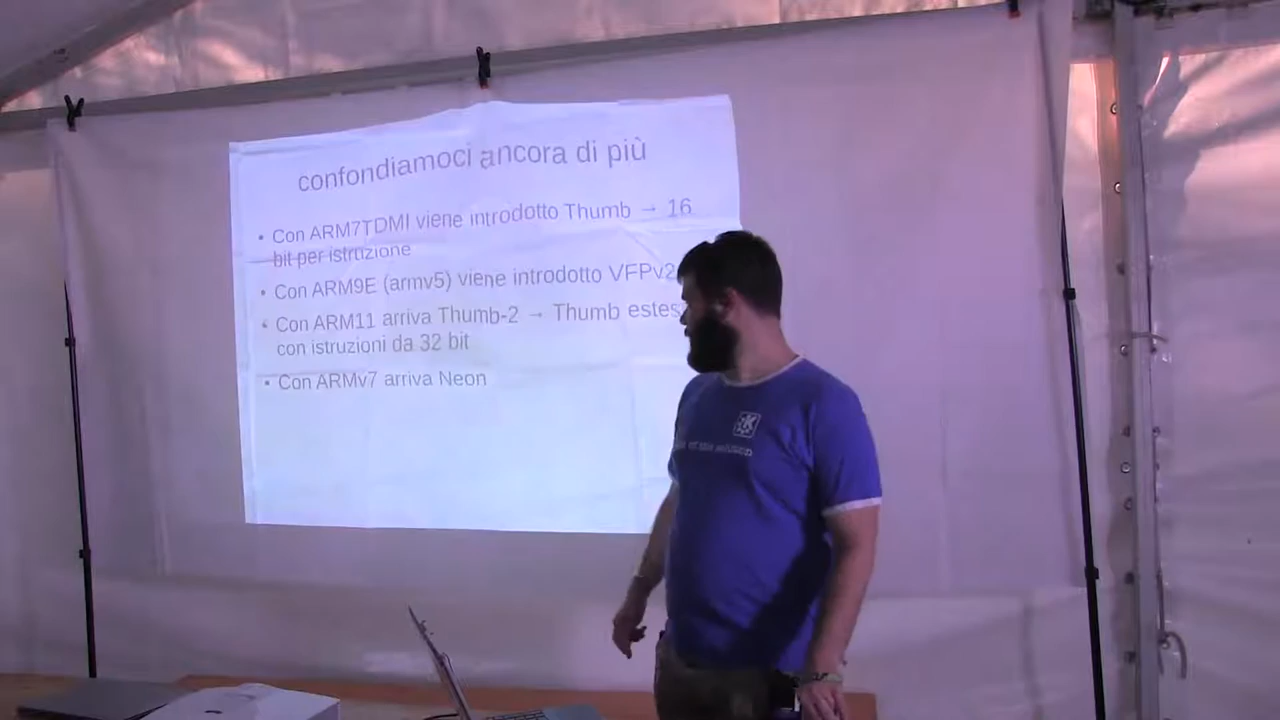 confondiamoci ancora di più
• Con ARM7TDMI viene introdotto Thumb → 16
bit per istruzione
• Con ARM9E (armv5) viene introdotto VFPv2
• Con ARM11 arriva Thumb-2 → Thumb estes
con istruzioni da 32 bit
• Con ARMv7 arriva Neon
K